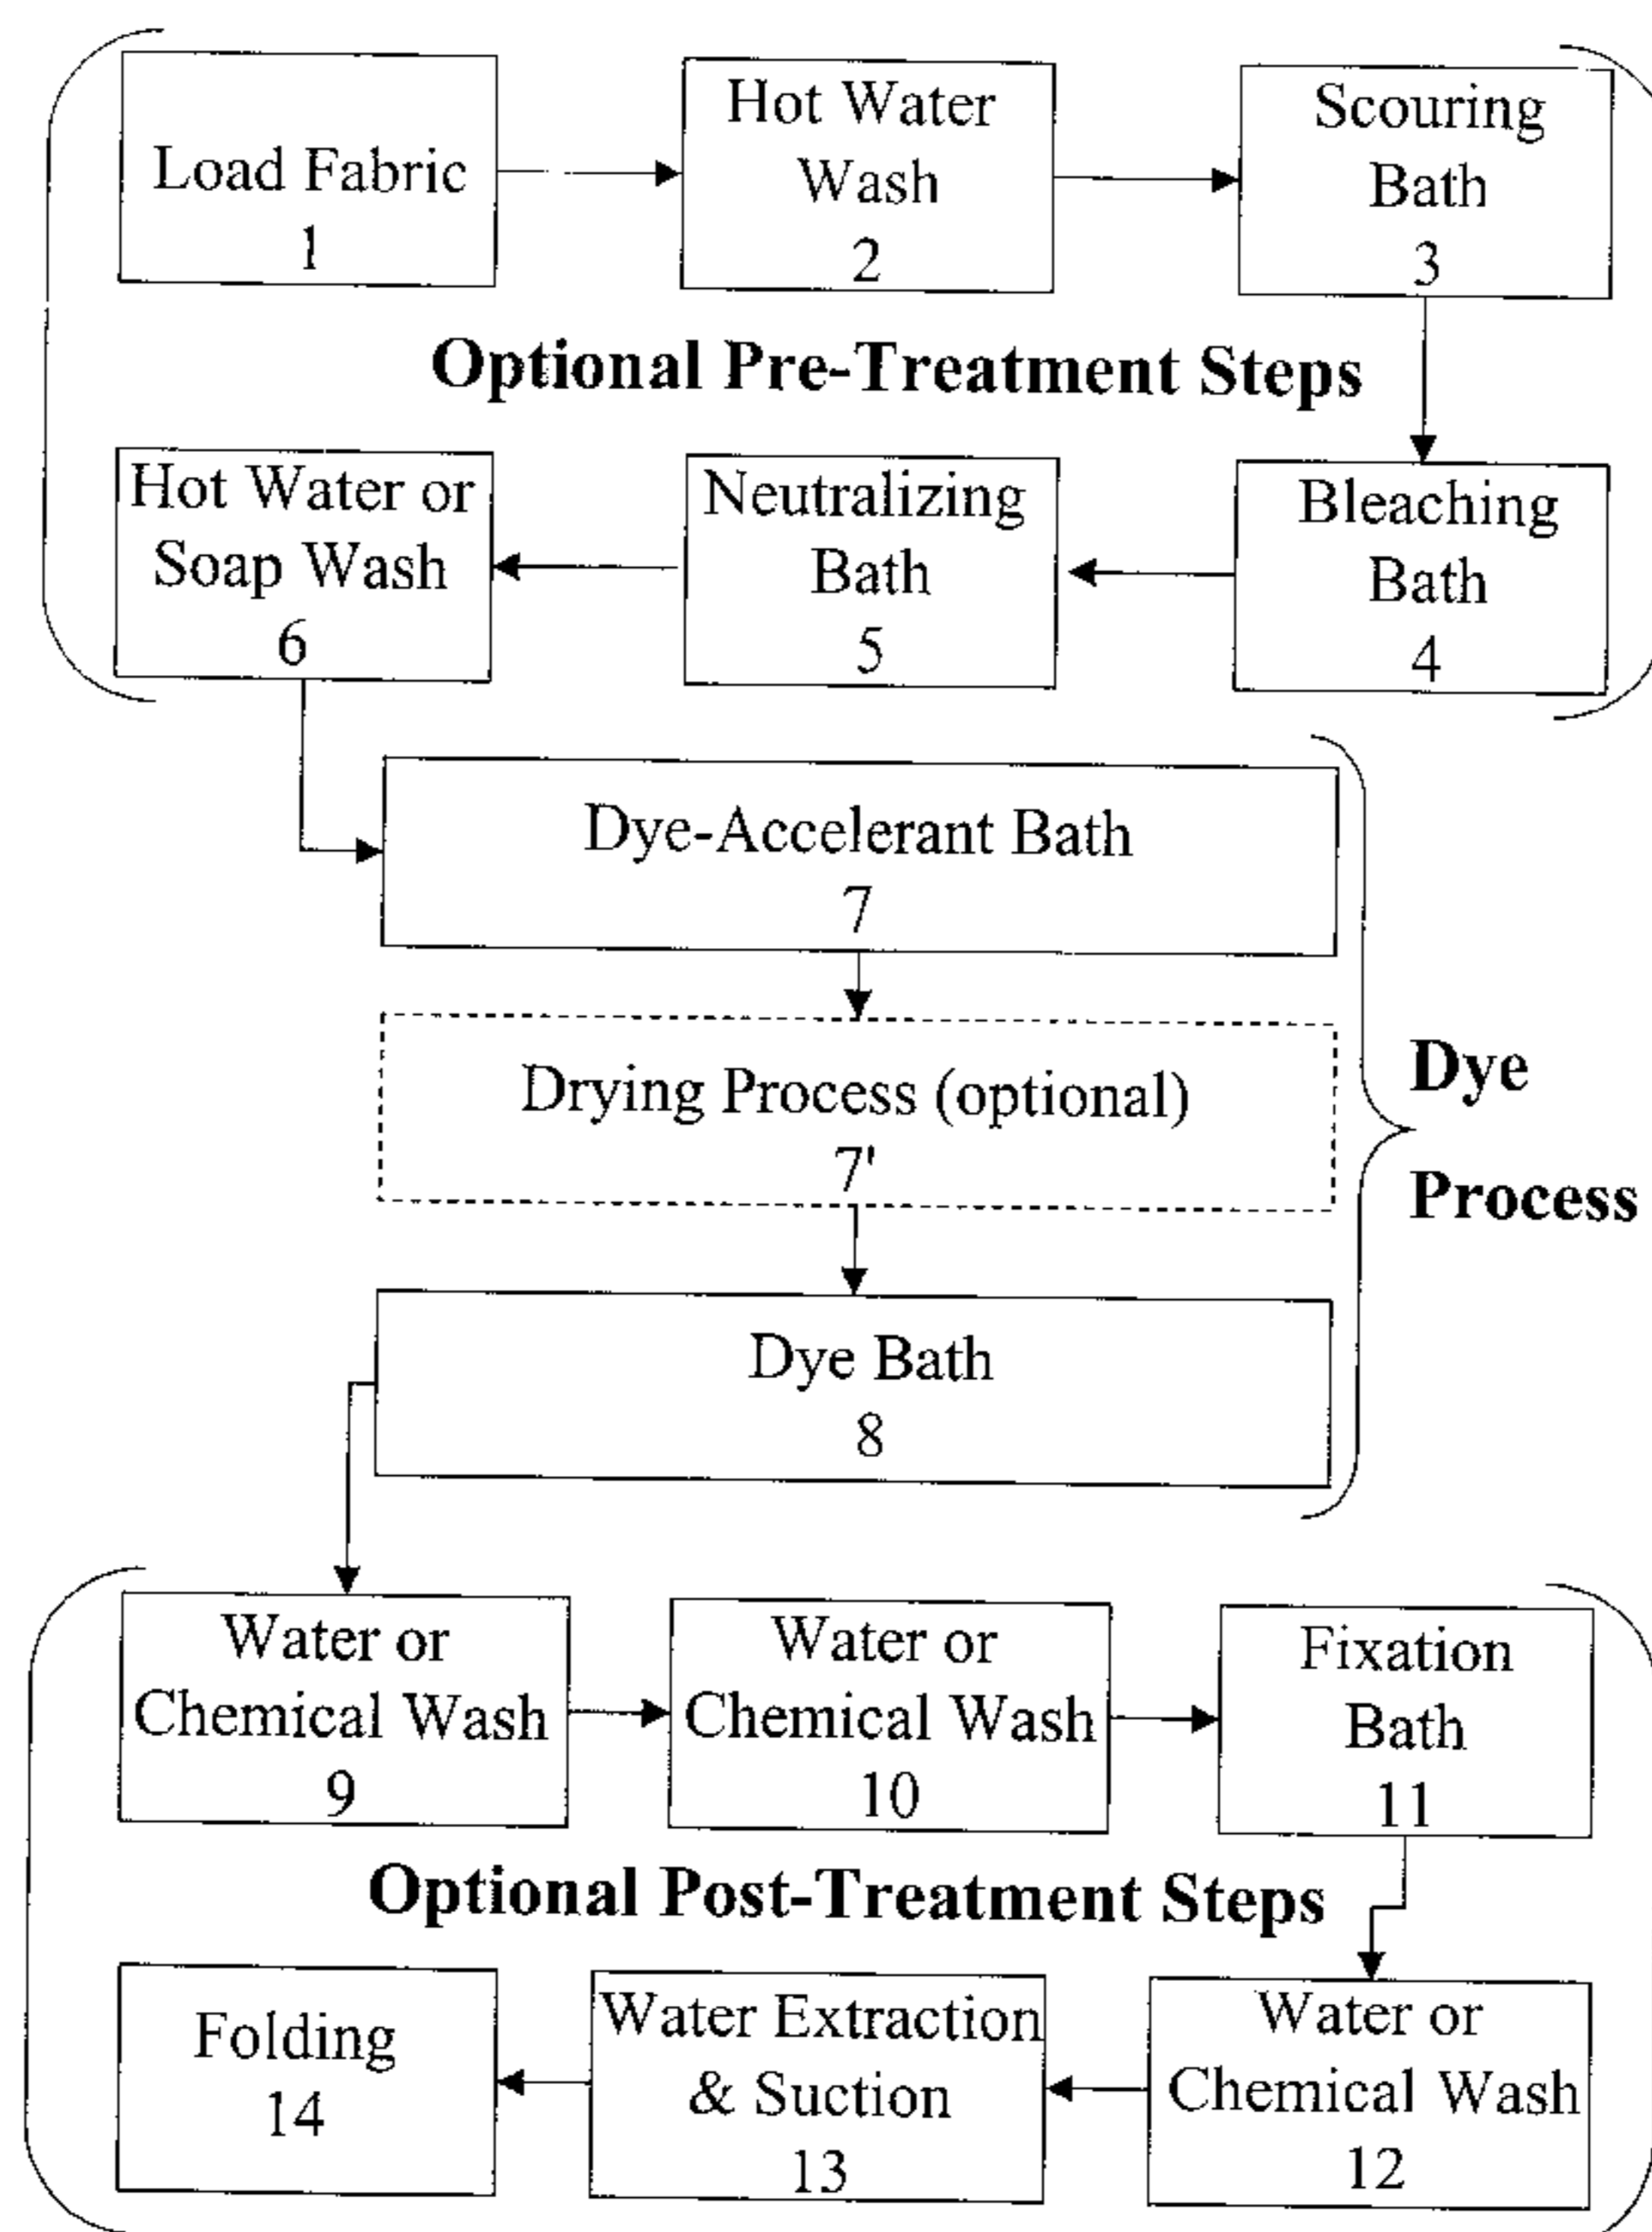 Load Fabric
1
Hot Water
Wash
2
Scouring
Bath
3
Optional Pre-Treatment Steps
Hot Water or
Soap Wash
6
Neutralizing
Bath
5
Bleaching
Bath
4
Dye-Accelerant Bath
7
Drying Process (optional)
7'
Dye
Process
Dye Bath
8
Water or
Chemical Wash
9
Water or
Chemical Wash
10
Fixation
Bath
11
Optional Post-Treatment Steps
Folding
14
Water Extraction
& Suction
13
Water or
Chemical Wash
12